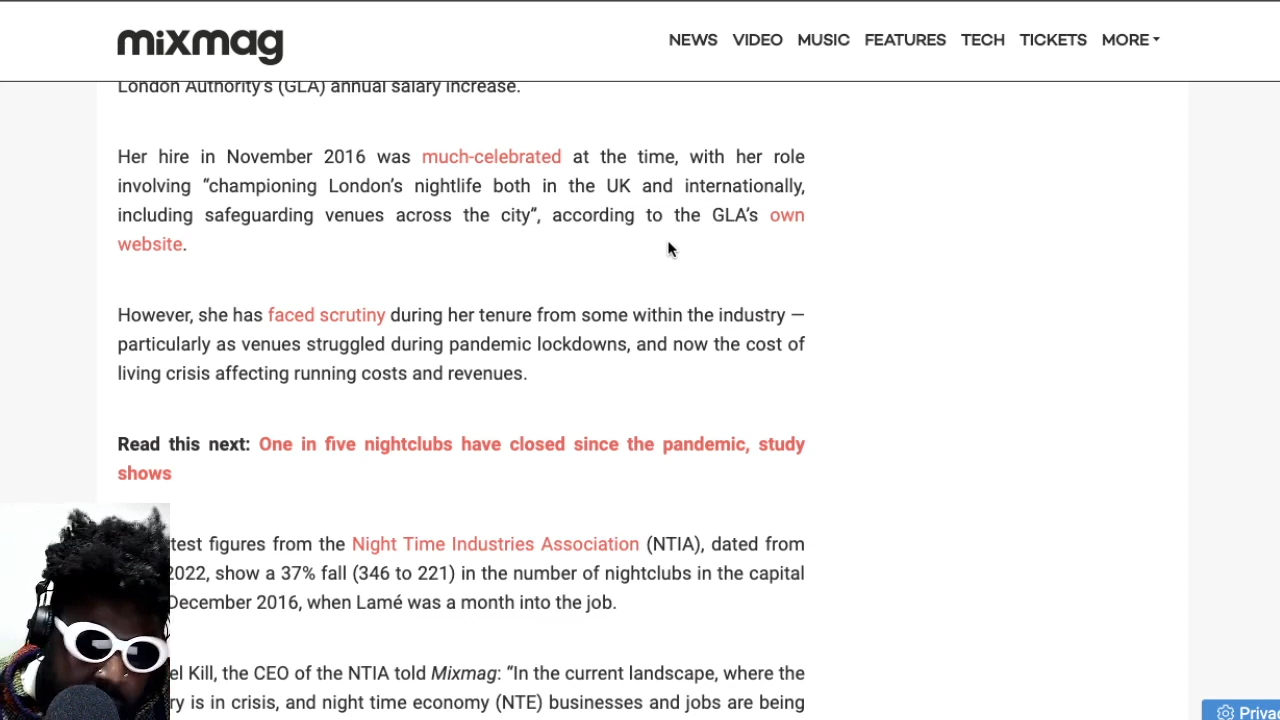 mixmag
NEWS VIDEO MUSIC FEATURES TECH TICKETS MORE
London Authority's (GLA) annual salary increase.
Her hire in November 2016 was much-celebrated at the time, with her role
involving “championing London’s nightlife both in the UK and internationally,
including safeguarding venues across the city”, according to the GLA’s own
website.
However, she has faced scrutiny during her tenure from some within the industry —
particularly as venues struggled during pandemic lockdowns, and now the cost of
living crisis affecting running costs and revenues.
Read this next: One in five nightclubs have closed since the pandemic, study
shows
test figures from the Night Time Industries Association (NTIA), dated from
2022, show a 37% fall (346 to 221) in the number of nightclubs in the capital
December 2016, when Lamé was a month into the job.
el Kill, the CEO of the NTIA told Mixmag: “In the current landscape, where the
ry is in crisis, and night time economy (NTE) businesses and jobs are being
Privac